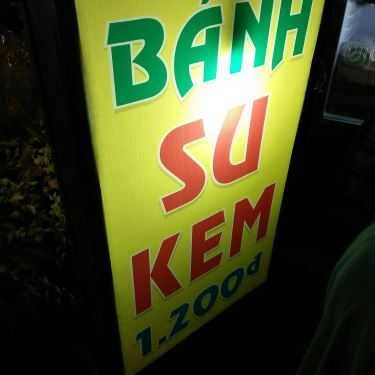 BÁNH
SU
KEM
1.200đ